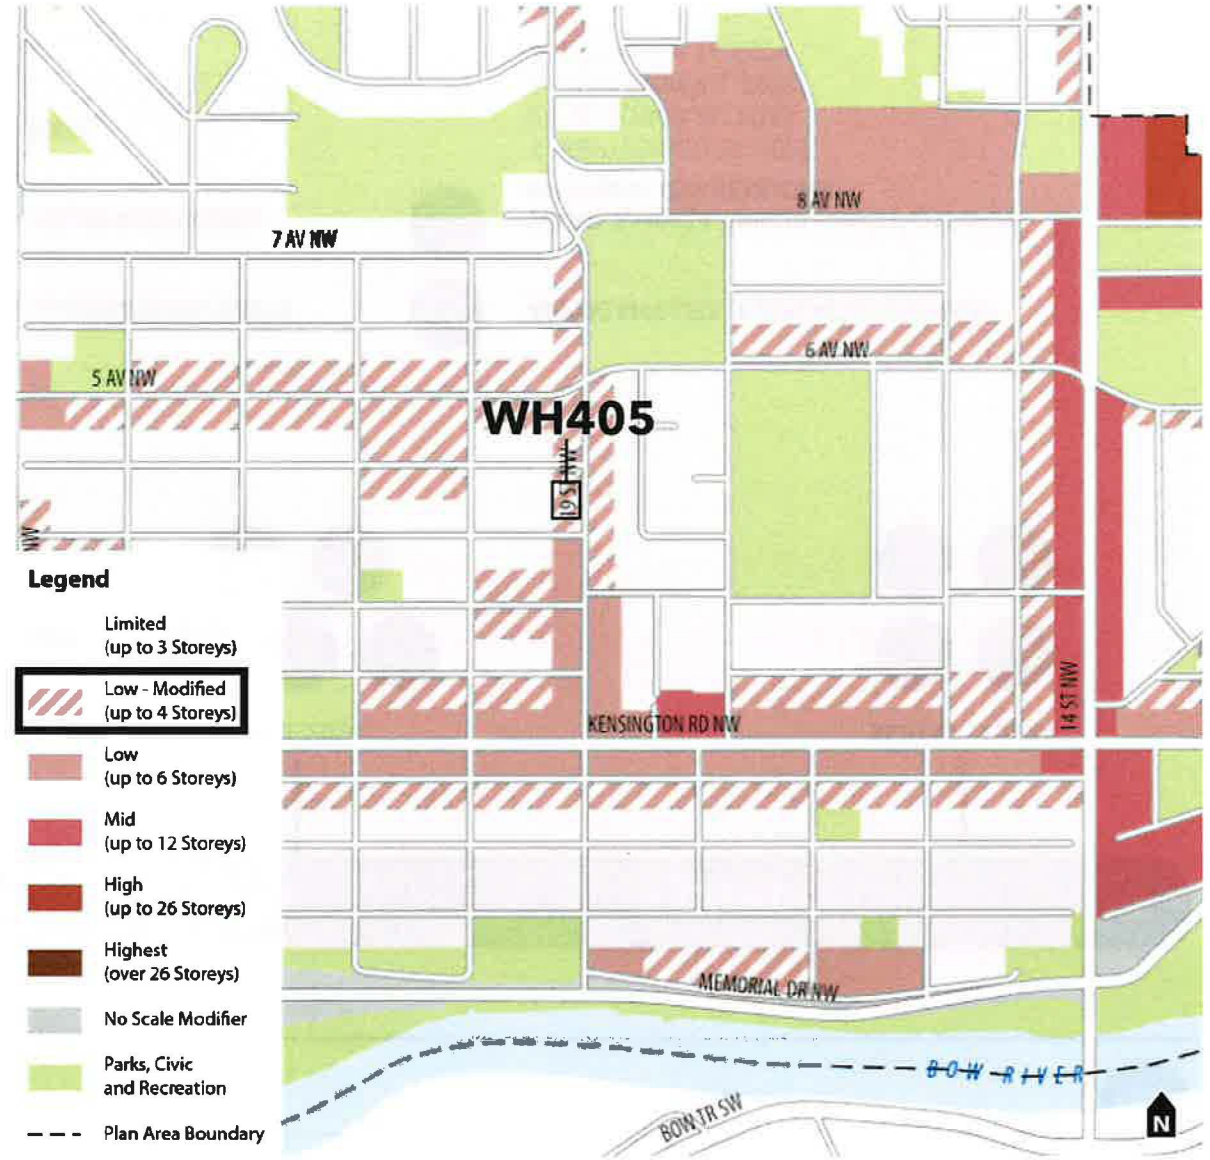 8 AV NW
7 AV NW
6 AV NW
5 AV NW
WH405
19 ST NW
NW
Legend
Limited
(up to 3 Storeys)
Low - Modified
(up to 4 Storeys)
Low
(up to 6 Storeys)
Mid
(up to 12 Storeys)
High
(up to 26 Storeys)
Highest
(over 26 Storeys)
No Scale Modifier
Parks, Civic
and Recreation
Plan Area Boundary
14 ST NW
KENSINGTON RD NW
MEMORIAL DR NW
BOW RIVER
BOW TR SW
N